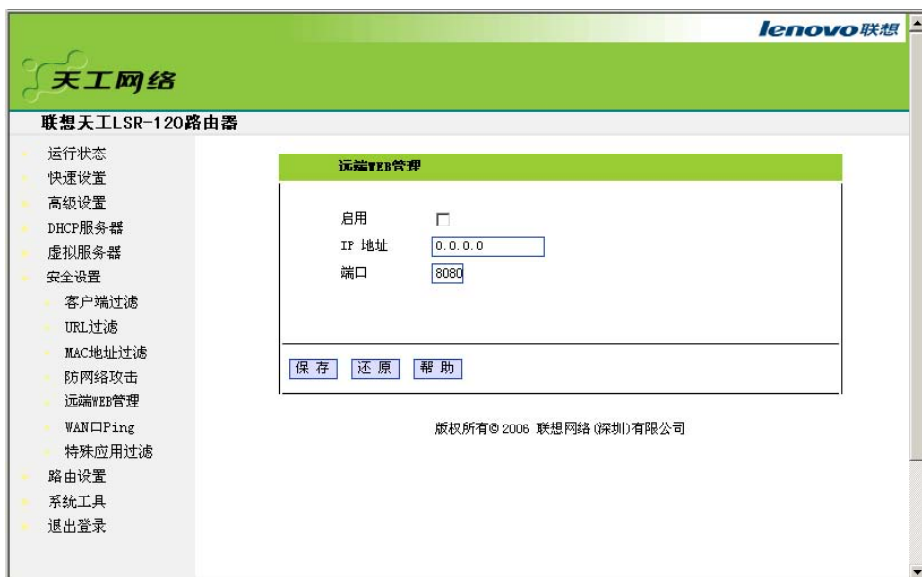 lenovo联想
天工网络
联想天工LSR-120路由器
运行状态
快速设置
高级设置
DHCP服务器
虚拟服务器
安全设置
客户端过滤
URL过滤
MAC地址过滤
防网络攻击
远端WEB管理
WAN口Ping
特殊应用过滤
路由设置
系统工具
退出登录
远端WEB管理
启用
IP 地址 0.0.0.0
端口 8080
保存 还原 帮助
版权所有©2006 联想网络(深圳)有限公司